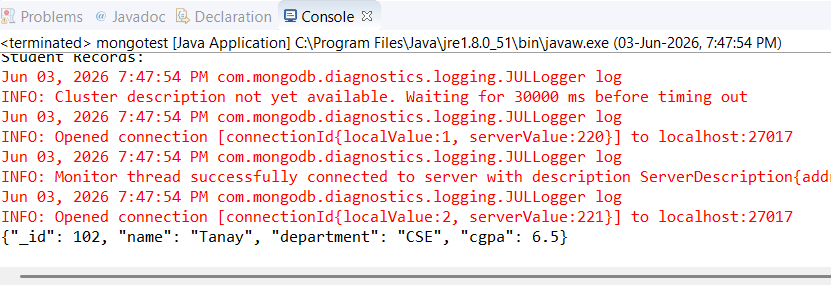 Problems @ Javadoc Declaration Console
<terminated> mongotest [Java Application] C:\Program Files\Java\jre1.8.0_51\bin\javaw.exe (03-Jun-2026, 7:47:54 PM)
Student Records:
Jun 03, 2026 7:47:54 PM com.mongodb.diagnostics.logging.JULLogger log
INFO: Cluster description not yet available. Waiting for 30000 ms before timing out
Jun 03, 2026 7:47:54 PM com.mongodb.diagnostics.logging.JULLogger log
INFO: Opened connection [connectionId{localValue:1, serverValue:220}] to localhost:27017
Jun 03, 2026 7:47:54 PM com.mongodb.diagnostics.logging.JULLogger log
INFO: Monitor thread successfully connected to server with description ServerDescription{addr
Jun 03, 2026 7:47:54 PM com.mongodb.diagnostics.logging.JULLogger log
INFO: Opened connection [connectionId{localValue:2, serverValue:221}] to localhost:27017
{"_id": 102, "name": "Tanay", "department": "CSE", "cgpa": 6.5}